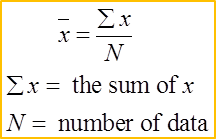 x̄ = Σx / N
Σx = the sum of x
N = number of data